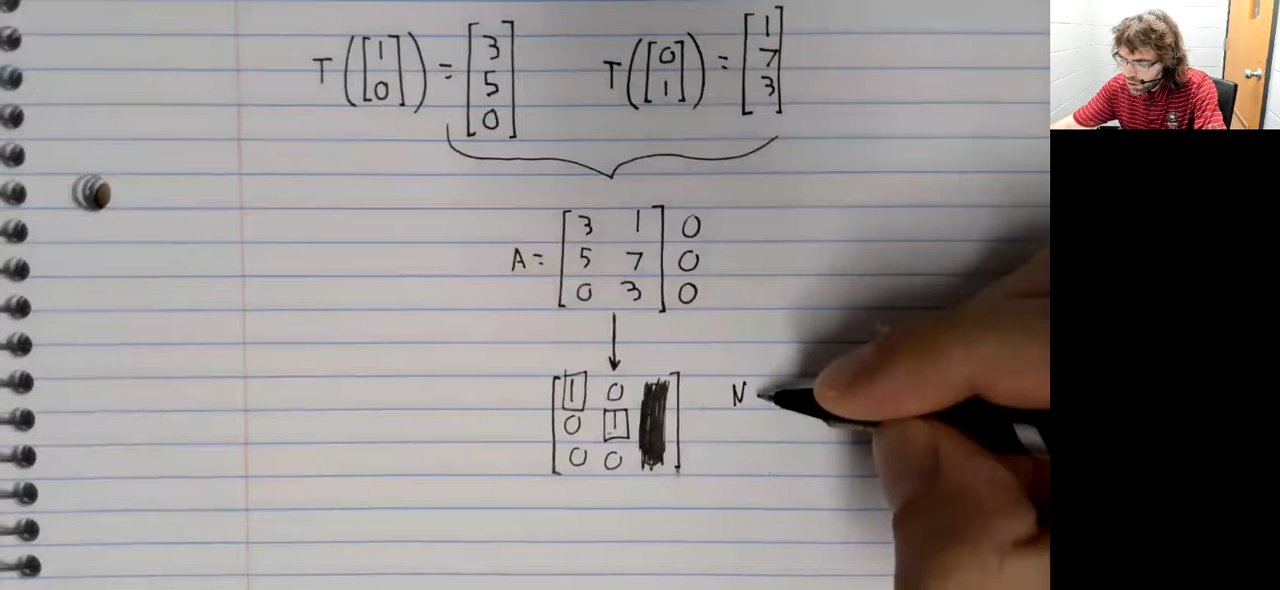 T([1 0]) = [3 5 0] T([0 1]) = [1 7 3]
A = [3 1] 0
[5 7] 0
[0 3] 0
↓
[1 0]
[0 1]
[0 0]
N